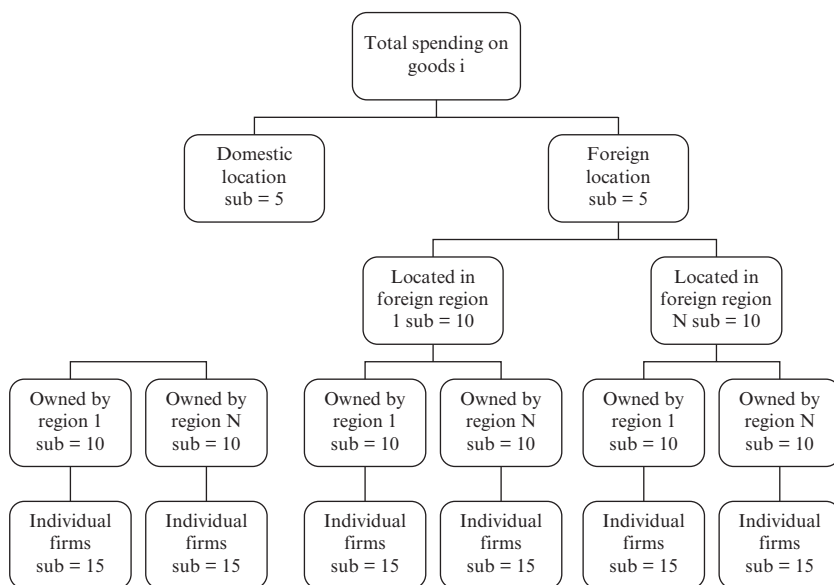 Total spending on
goods i
Domestic
location
sub = 5
Foreign
location
sub = 5
Located in
foreign region
1 sub = 10
Located in
foreign region
N sub = 10
Owned by
region 1
sub = 10
Owned by
region N
sub = 10
Owned by
region 1
sub = 10
Owned by
region N
sub = 10
Owned by
region 1
sub = 10
Owned by
region N
sub = 10
Individual
firms
sub = 15
Individual
firms
sub = 15
Individual
firms
sub = 15
Individual
firms
sub = 15
Individual
firms
sub = 15
Individual
firms
sub = 15